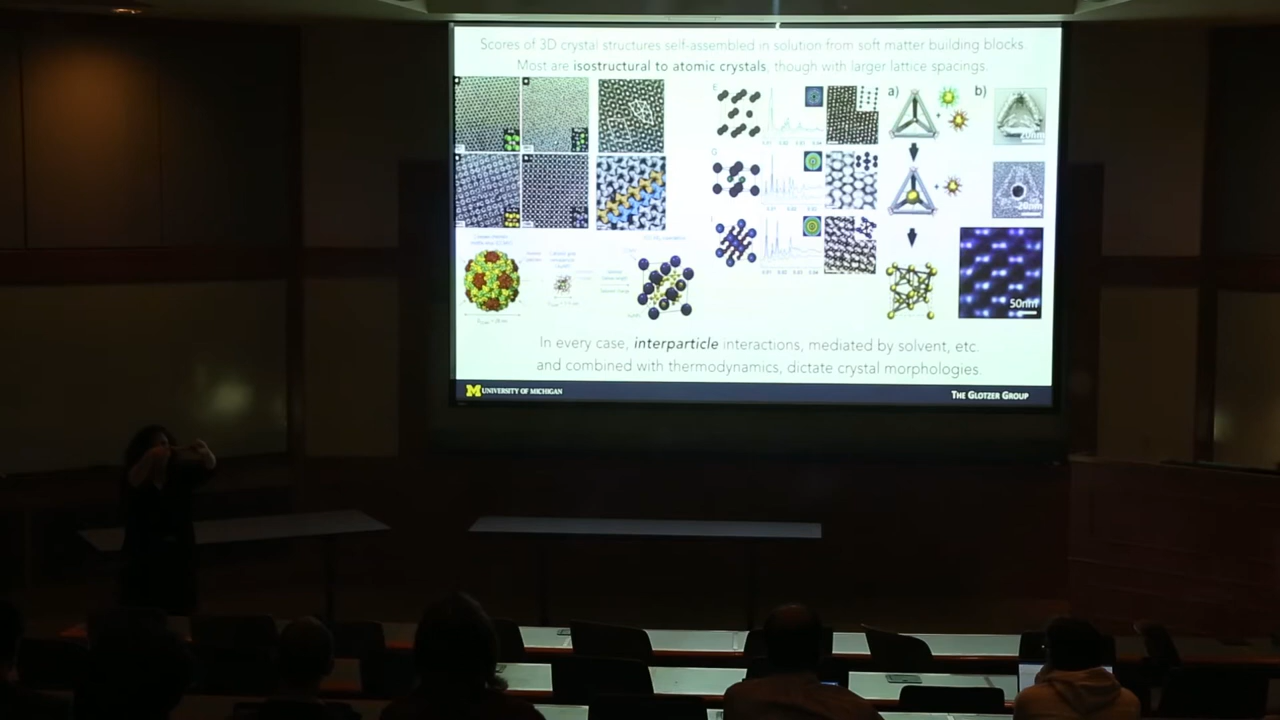 Scores of 3D crystal structures self-assembled in solution from soft matter building blocks
Most are isostructural to atomic crystals, though with larger lattice spacings.
a)
b)
20nm
20nm
50nm
In every case, interparticle interactions, mediated by solvent, etc.
and combined with thermodynamics, dictate crystal morphologies.
M UNIVERSITY OF MICHIGAN
THE GLOTZER GROUP